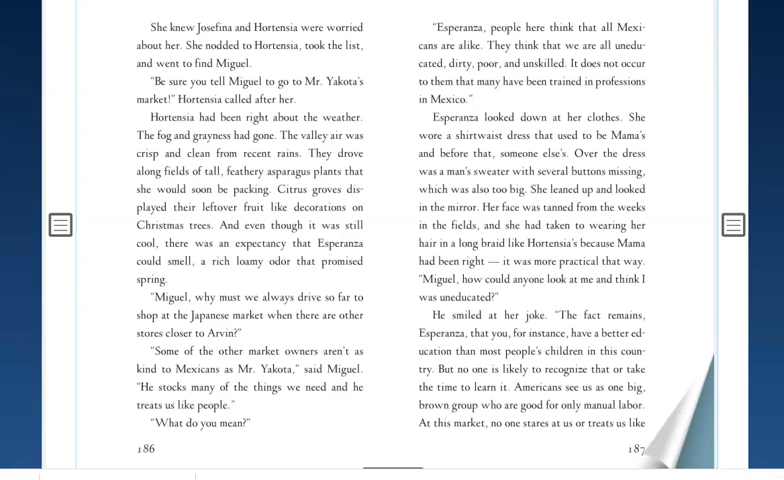 She knew Josefina and Hortensia were worried
about her. She nodded to Hortensia, took the list,
and went to find Miguel.
“Be sure you tell Miguel to go to Mr. Yakota’s
market!” Hortensia called after her.
Hortensia had been right about the weather.
The fog and grayness had gone. The valley air was
crisp and clean from recent rains. They drove
along fields of tall, feathery asparagus plants that
she would soon be packing. Citrus groves dis-
played their leftover fruit like decorations on
Christmas trees. And even though it was still
cool, there was an expectancy that Esperanza
could smell, a rich loamy odor that promised
spring.
“Miguel, why must we always drive so far to
shop at the Japanese market when there are other
stores closer to Arvin?”
“Some of the other market owners aren’t as
kind to Mexicans as Mr. Yakota,” said Miguel.
“He stocks many of the things we need and he
treats us like people.”
“What do you mean?”
186
“Esperanza, people here think that all Mexi-
cans are alike. They think that we are all unedu-
cated, dirty, poor, and unskilled. It does not occur
to them that many have been trained in professions
in Mexico.”
Esperanza looked down at her clothes. She
wore a shirtwaist dress that used to be Mama’s
and before that, someone else’s. Over the dress
was a man’s sweater with several buttons missing,
which was also too big. She leaned up and looked
in the mirror. Her face was tanned from the weeks
in the fields, and she had taken to wearing her
hair in a long braid like Hortensia’s because Mama
had been right — it was more practical that way.
“Miguel, how could anyone look at me and think I
was uneducated?”
He smiled at her joke. “The fact remains,
Esperanza, that you, for instance, have a better ed-
ucation than most people’s children in this coun-
try. But no one is likely to recognize that or take
the time to learn it. Americans see us as one big,
brown group who are good for only manual labor.
At this market, no one stares at us or treats us like
187